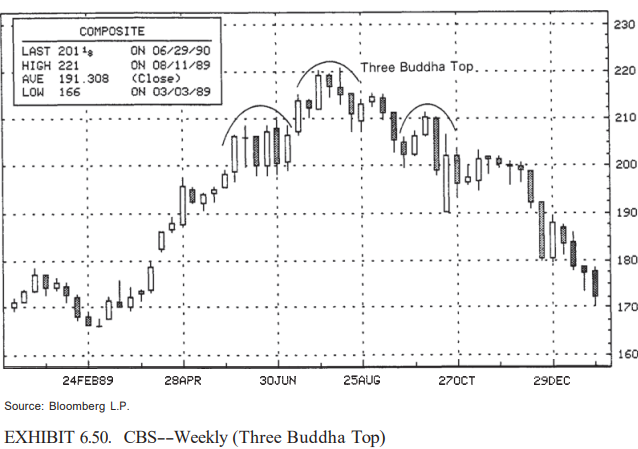 COMPOSITE
LAST 201 1/8 ON 06/29/90
HIGH 221 ON 08/11/89
AVE 191.308 (Close)
LOW 166 ON 03/03/89
Three Buddha Top
230
220
210
200
190
180
170
160
24FEB89 28APR 30JUN 25AUG 27OCT 29DEC
Source: Bloomberg L.P.
EXHIBIT 6.50. CBS--Weekly (Three Buddha Top)